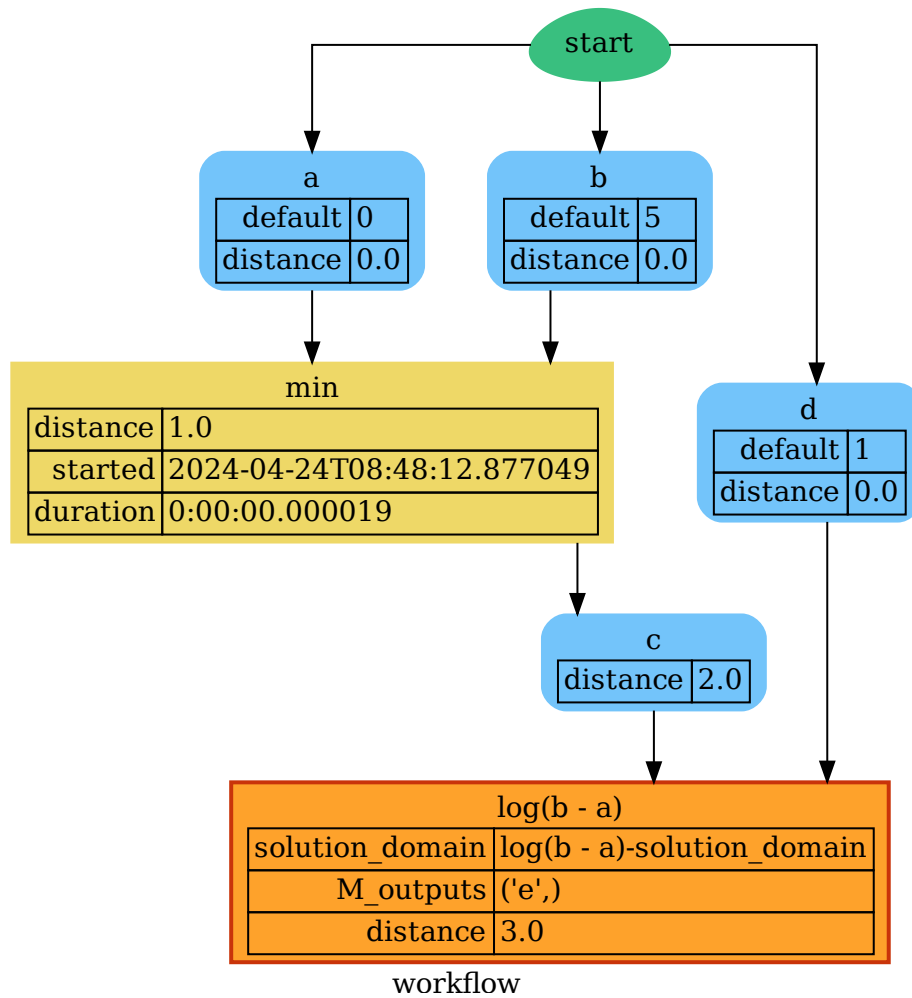 start
a
default 0
distance 0.0
b
default 5
distance 0.0
min
distance 1.0
started 2024-04-24T08:48:12.877049
duration 0:00:00.000019
d
default 1
distance 0.0
c
distance 2.0
log(b - a)
solution_domain log(b - a)-solution_domain
M_outputs ('e',)
distance 3.0
workflow